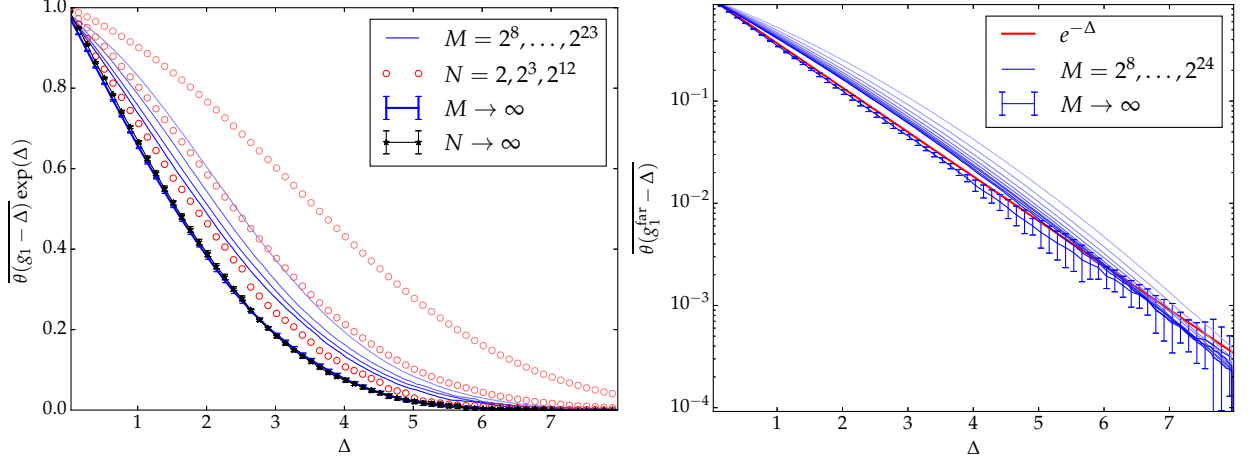 1.0
0.8
0.6
0.4
0.2
0.0
θ(g₁ − Δ) exp(Δ)
M = 2⁸, . . . , 2²³
N = 2, 2³, 2¹²
M → ∞
N → ∞
1 2 3 4 5 6 7
Δ
10⁻¹
10⁻²
10⁻³
10⁻⁴
θ(g₁ᶠᵃʳ − Δ)
e^{−Δ}
M = 2⁸, . . . , 2²⁴
M → ∞
1 2 3 4 5 6 7
Δ